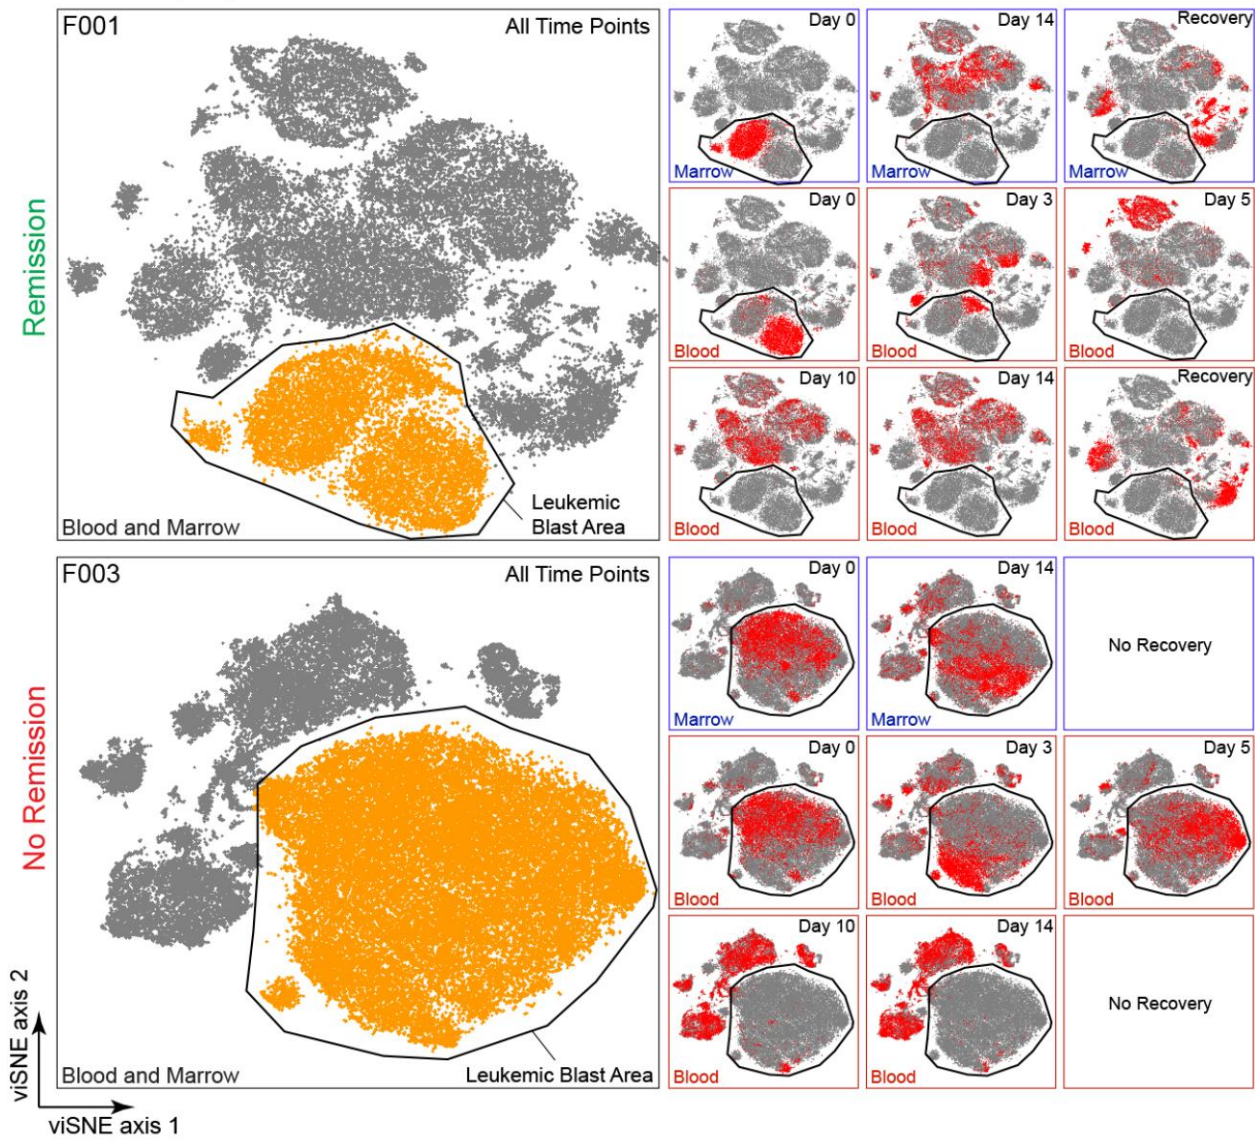 F001
All Time Points
Remission
Leukemic
Blast Area
Blood and Marrow
Day 0
Marrow
Day 14
Marrow
Recovery
Marrow
Day 0
Blood
Day 3
Blood
Day 5
Blood
Day 10
Blood
Day 14
Blood
Recovery
Blood
F003
All Time Points
No Remission
Blood and Marrow
Leukemic Blast Area
Day 0
Marrow
Day 14
Marrow
No Recovery
Day 0
Blood
Day 3
Blood
Day 5
Blood
Day 10
Blood
Day 14
Blood
No Recovery
viSNE axis 2
viSNE axis 1